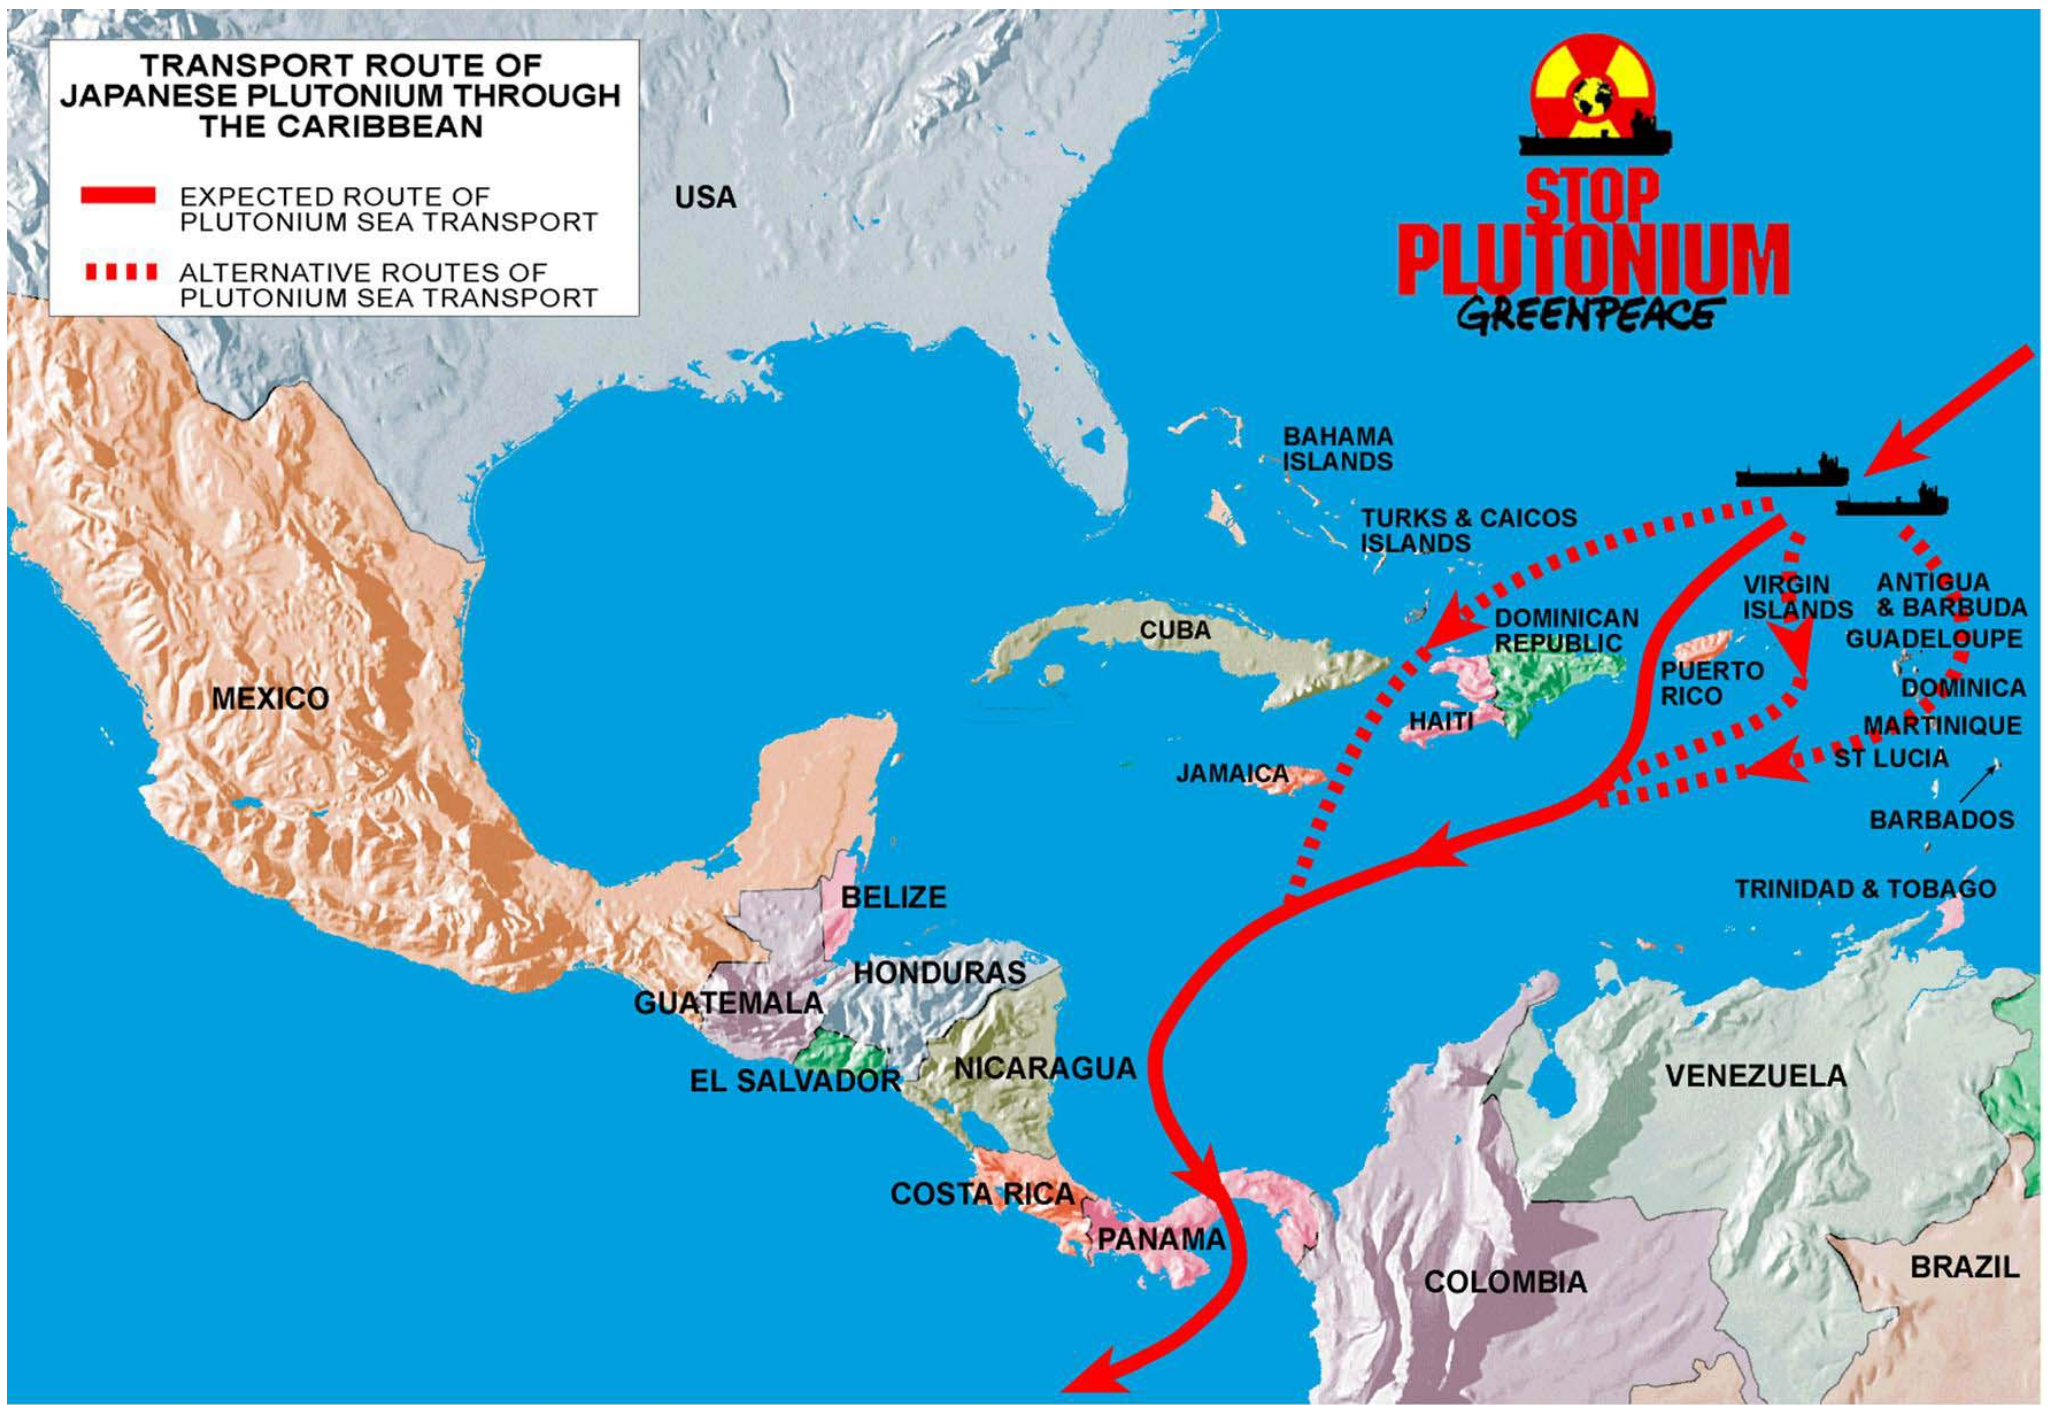 TRANSPORT ROUTE OF
JAPANESE PLUTONIUM THROUGH
THE CARIBBEAN
EXPECTED ROUTE OF
PLUTONIUM SEA TRANSPORT
ALTERNATIVE ROUTES OF
PLUTONIUM SEA TRANSPORT
STOP
PLUTONIUM
GREENPEACE
USA
BAHAMA
ISLANDS
TURKS & CAICOS
ISLANDS
VIRGIN
ISLANDS
ANTIGUA
& BARBUDA
GUADELOUPE
DOMINICAN
REPUBLIC
CUBA
PUERTO
RICO
DOMINICA
MEXICO
HAITI
MARTINIQUE
ST LUCIA
JAMAICA
BARBADOS
TRINIDAD & TOBAGO
BELIZE
HONDURAS
GUATEMALA
NICARAGUA
EL SALVADOR
VENEZUELA
COSTA RICA
PANAMA
COLOMBIA
BRAZIL